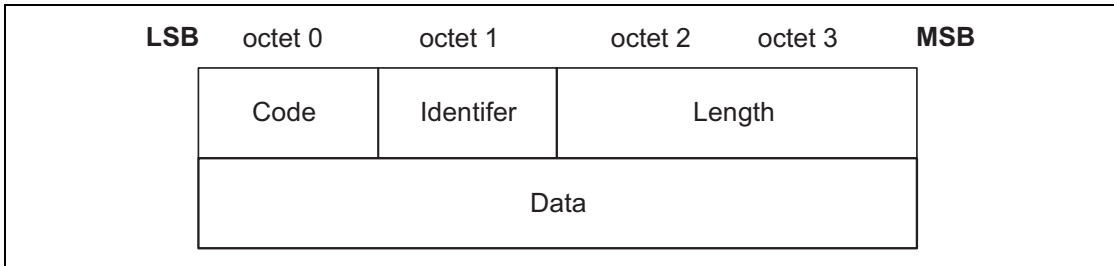 LSB octet 0 octet 1 octet 2 octet 3 MSB
Code Identifer Length
Data